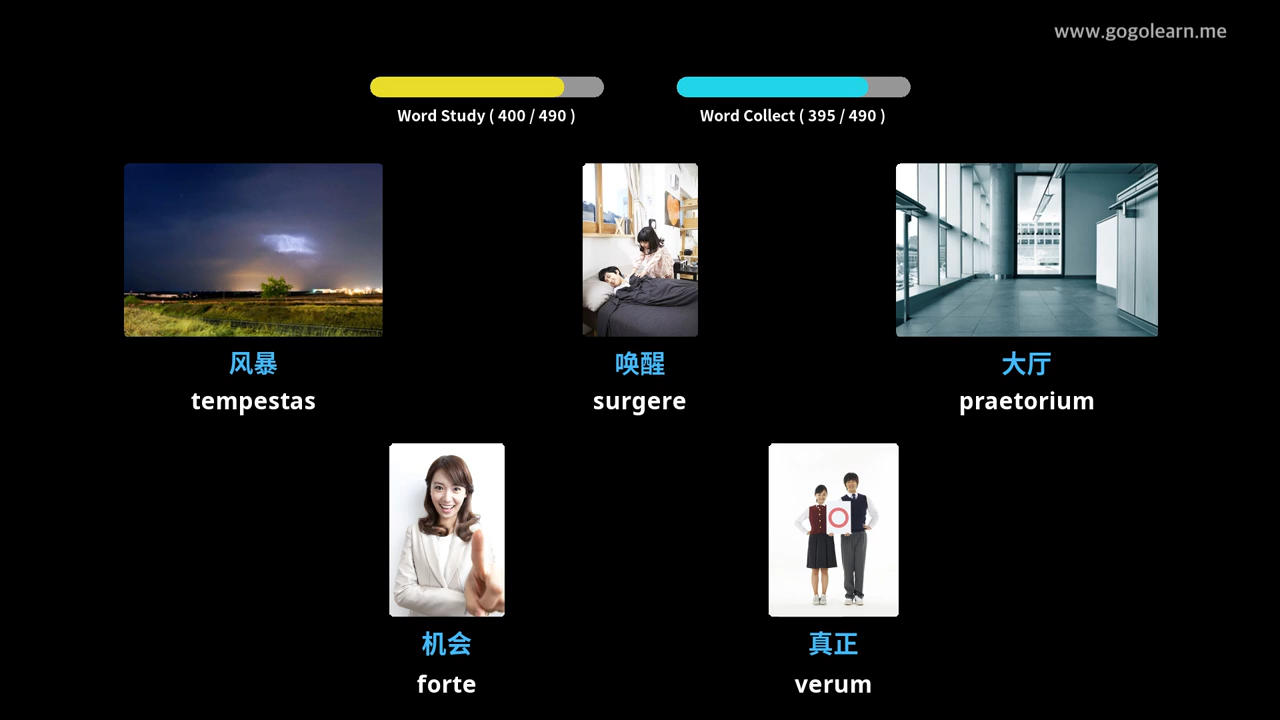 www.gogolearn.me
Word Study ( 400 / 490 )
Word Collect ( 395 / 490 )
风暴
唤醒
大厅
tempestas
surgere
praetorium
机会
真正
forte
verum